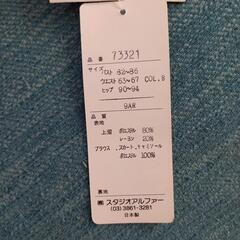 品番 73321
サイズ バスト 82~86
ウエスト 63~67 COL.B
ヒップ 90~94
9AR
品質
表地
上着 ポリエステル 80%
レーヨン 20%
ブラウス.スカート.キャミソール
ポリエステル 100%
裏地
㈱スタジオアルファー
(03)3861-3281
日本製